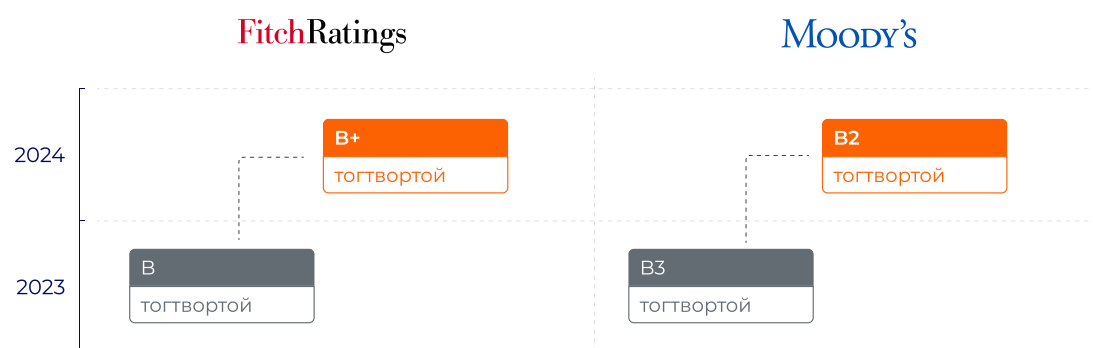 FitchRatings
MOODY'S
2024
B+
тогтвортой
B2
тогтвортой
2023
B
тогтвортой
B3
тогтвортой